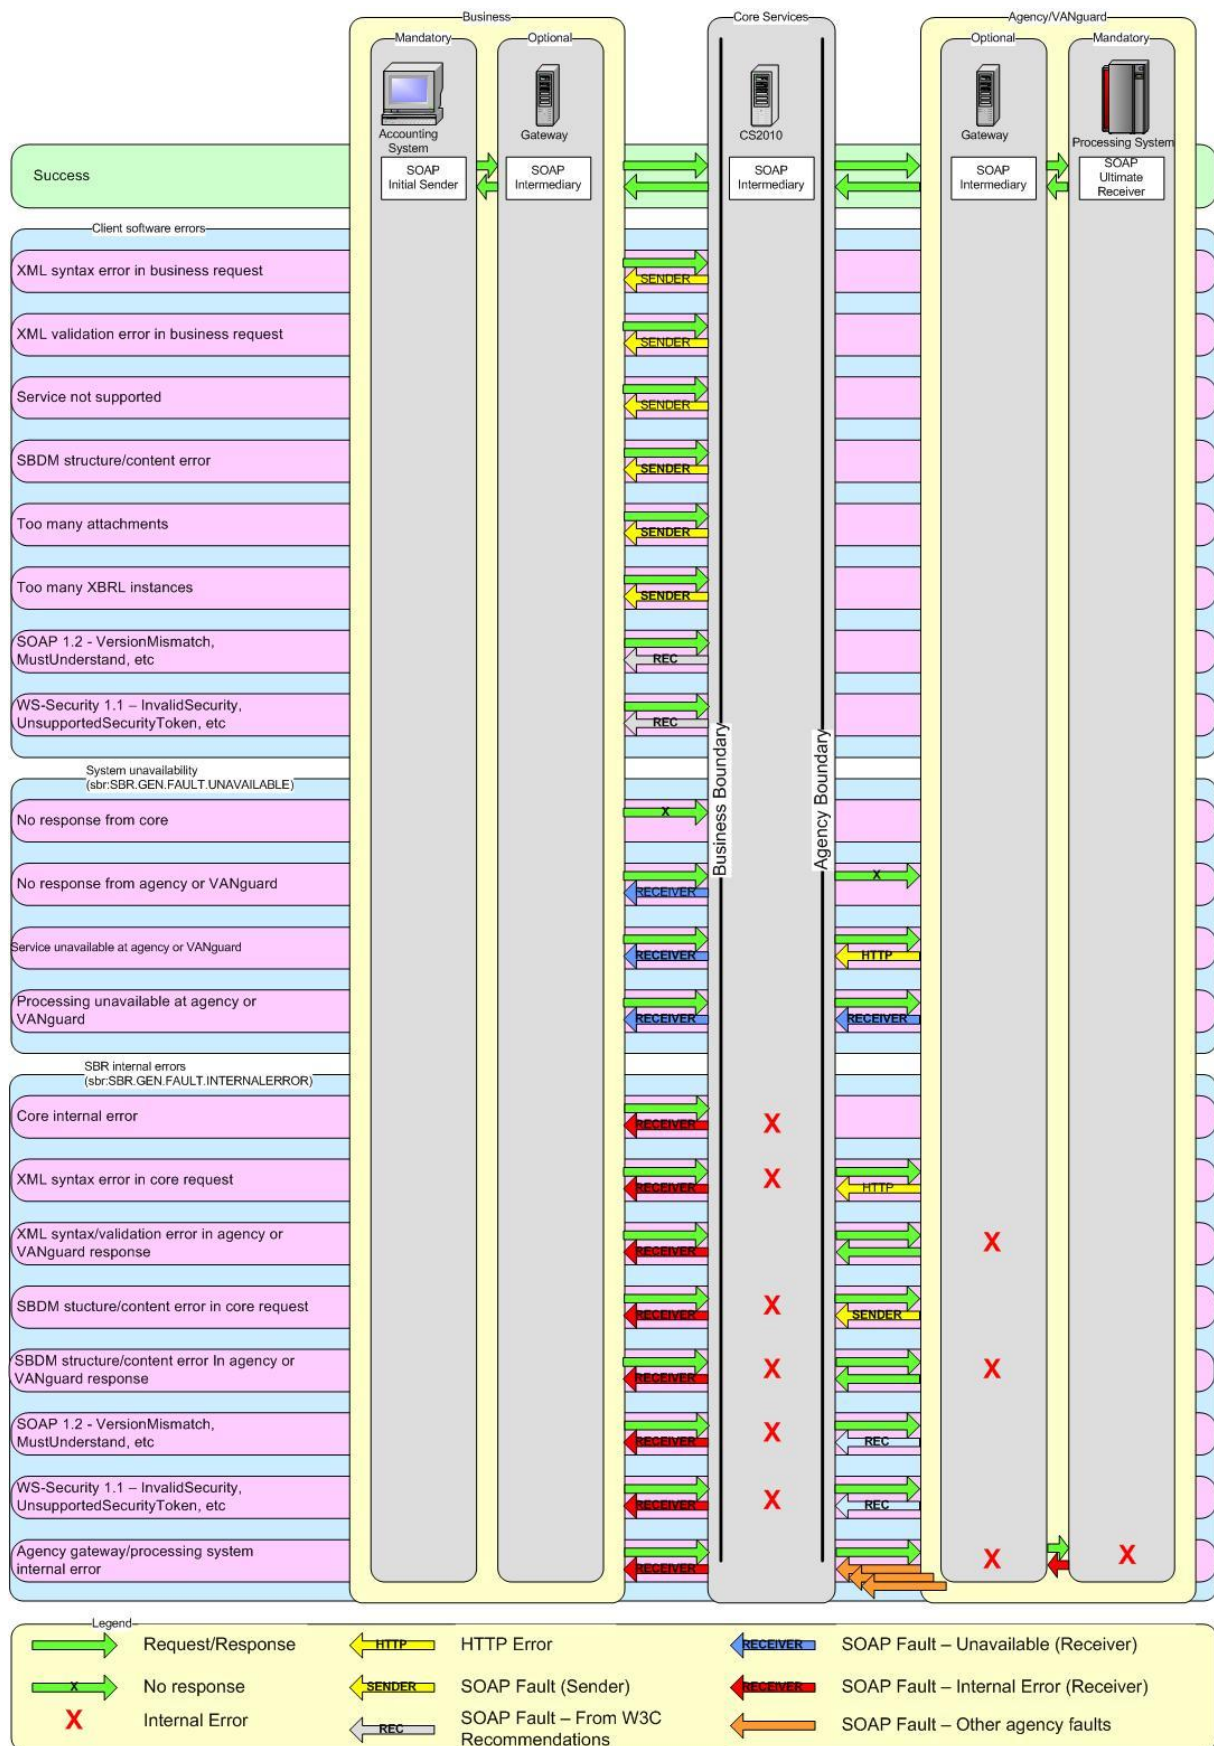 Business
Core Services
Agency/VANguard
Mandatory
Optional
Optional
Mandatory
Accounting
System
Gateway
CS2010
Gateway
Processing System
Success
SOAP
Initial Sender
SOAP
Intermediary
SOAP
Intermediary
SOAP
Intermediary
SOAP
Ultimate
Receiver
Client software errors
XML syntax error in business request
SENDER
XML validation error in business request
SENDER
Service not supported
SENDER
SBDM structure/content error
SENDER
Too many attachments
SENDER
Too many XBRL instances
SENDER
SOAP 1.2 - VersionMismatch,
MustUnderstand, etc
REC
WS-Security 1.1 – InvalidSecurity,
UnsupportedSecurityToken, etc
REC
Business Boundary
Agency Boundary
System unavailability
(sbr:SBR.GEN.FAULT.UNAVAILABLE)
No response from core
X
No response from agency or VANguard
RECEIVER
X
Service unavailable at agency or VANguard
RECEIVER
HTTP
Processing unavailable at agency or
VANguard
RECEIVER
RECEIVER
SBR internal errors
(sbr:SBR.GEN.FAULT.INTERNALERROR)
Core internal error
RECEIVER
X
XML syntax error in core request
RECEIVER
X
HTTP
XML syntax/validation error in agency or
VANguard response
RECEIVER
X
SBDM stucture/content error in core request
RECEIVER
X
SENDER
SBDM structure/content error In agency or
VANguard response
RECEIVER
X
X
SOAP 1.2 - VersionMismatch,
MustUnderstand, etc
RECEIVER
X
REC
WS-Security 1.1 – InvalidSecurity,
UnsupportedSecurityToken, etc
RECEIVER
X
REC
Agency gateway/processing system
internal error
RECEIVER
X
X
Legend
Request/Response
HTTP
HTTP Error
RECEIVER
SOAP Fault – Unavailable (Receiver)
X
No response
SENDER
SOAP Fault (Sender)
RECEIVER
SOAP Fault – Internal Error (Receiver)
X
Internal Error
REC
SOAP Fault – From W3C
Recommendations
SOAP Fault – Other agency faults